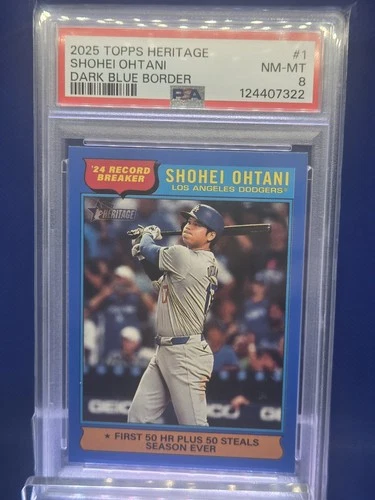 2025 TOPPS HERITAGE #1
SHOHEI OHTANI NM-MT
DARK BLUE BORDER 8
PSA 124407322
'24 RECORD
BREAKER
SHOHEI OHTANI
LOS ANGELES DODGERS
HERITAGE
GEICO
★ FIRST 50 HR PLUS 50 STEALS
SEASON EVER